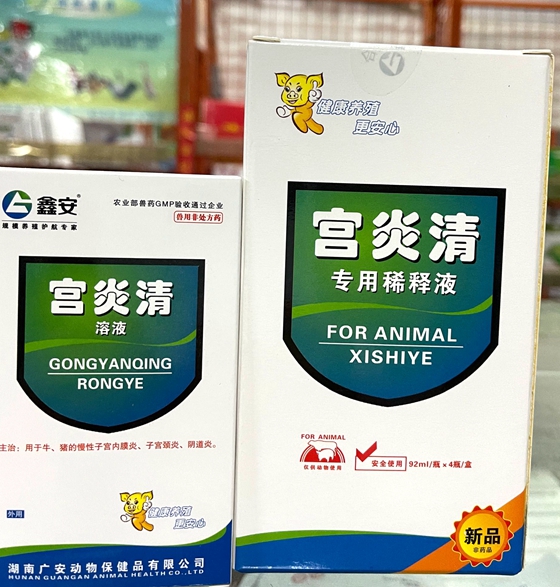 鑫安®
规模养殖护航专家
农业部兽药GMP验收通过企业
兽用非处方药
宫炎清
溶液
GONGYANQING
RONGYE
主治：用于牛、猪的慢性子宫内膜炎、子宫颈炎、阴道炎。
外用
健康养殖
更安心
湖南广安动物保健品有限公司
HUNAN GUANGAN ANIMAL HEALTH CO.,LTD
健康养殖
更安心
宫炎清
专用稀释液
FOR ANIMAL
XISHIYE
FOR ANIMAL
仅供动物使用
安全使用
92ml/瓶×4瓶/盒
新品
非药品